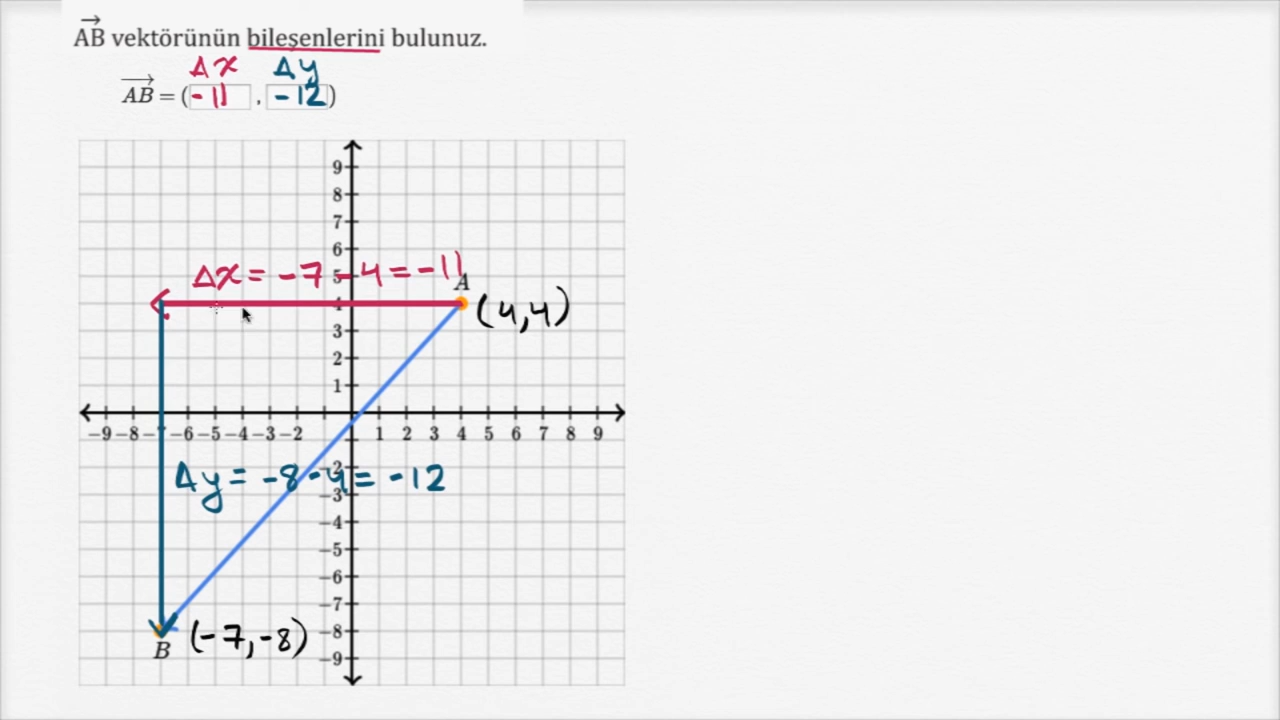 AB vektörünün bileşenlerini bulunuz.
Δx Δy
AB = (-11 , -12)
9
8
7
6
Δx = -7 - 4 = -11
5
A
4
(4,4)
3
2
1
-9 -8 -7 -6 -5 -4 -3 -2 1 2 3 4 5 6 7 8 9
-2
Δy = -8 - 4 = -12
-3
-4
-5
-6
-7
-8
B (-7,-8)
-9